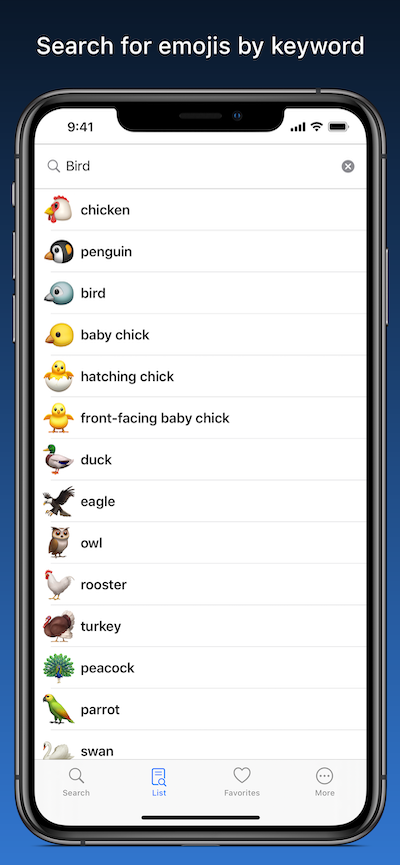 Search for emojis by keyword
9:41
Bird
chicken
penguin
bird
baby chick
hatching chick
front-facing baby chick
duck
eagle
owl
rooster
turkey
peacock
parrot
swan
Search List Favorites More